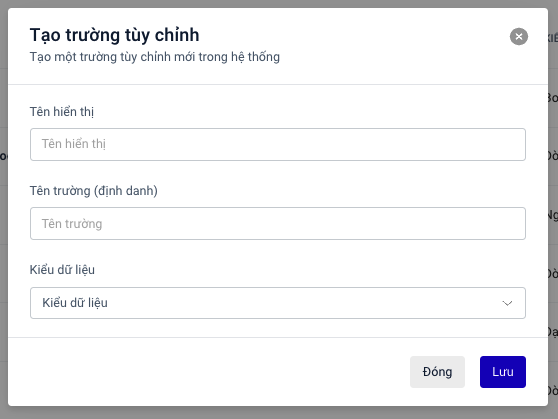 Tạo trường tùy chỉnh
Tạo một trường tùy chỉnh mới trong hệ thống
Tên hiển thị
Tên hiển thị
Tên trường (định danh)
Tên trường
Kiểu dữ liệu
Kiểu dữ liệu
Đóng
Lưu